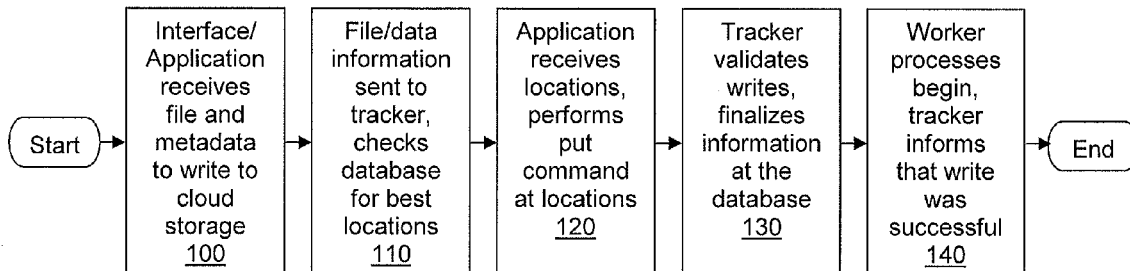 Start
Interface/
Application
receives
file and
metadata
to write to
cloud
storage
100
File/data
information
sent to
tracker,
checks
database
for best
locations
110
Application
receives
locations,
performs
put
command
at locations
120
Tracker
validates
writes,
finalizes
information
at the
database
130
Worker
processes
begin,
tracker
informs
that write
was
successful
140
End